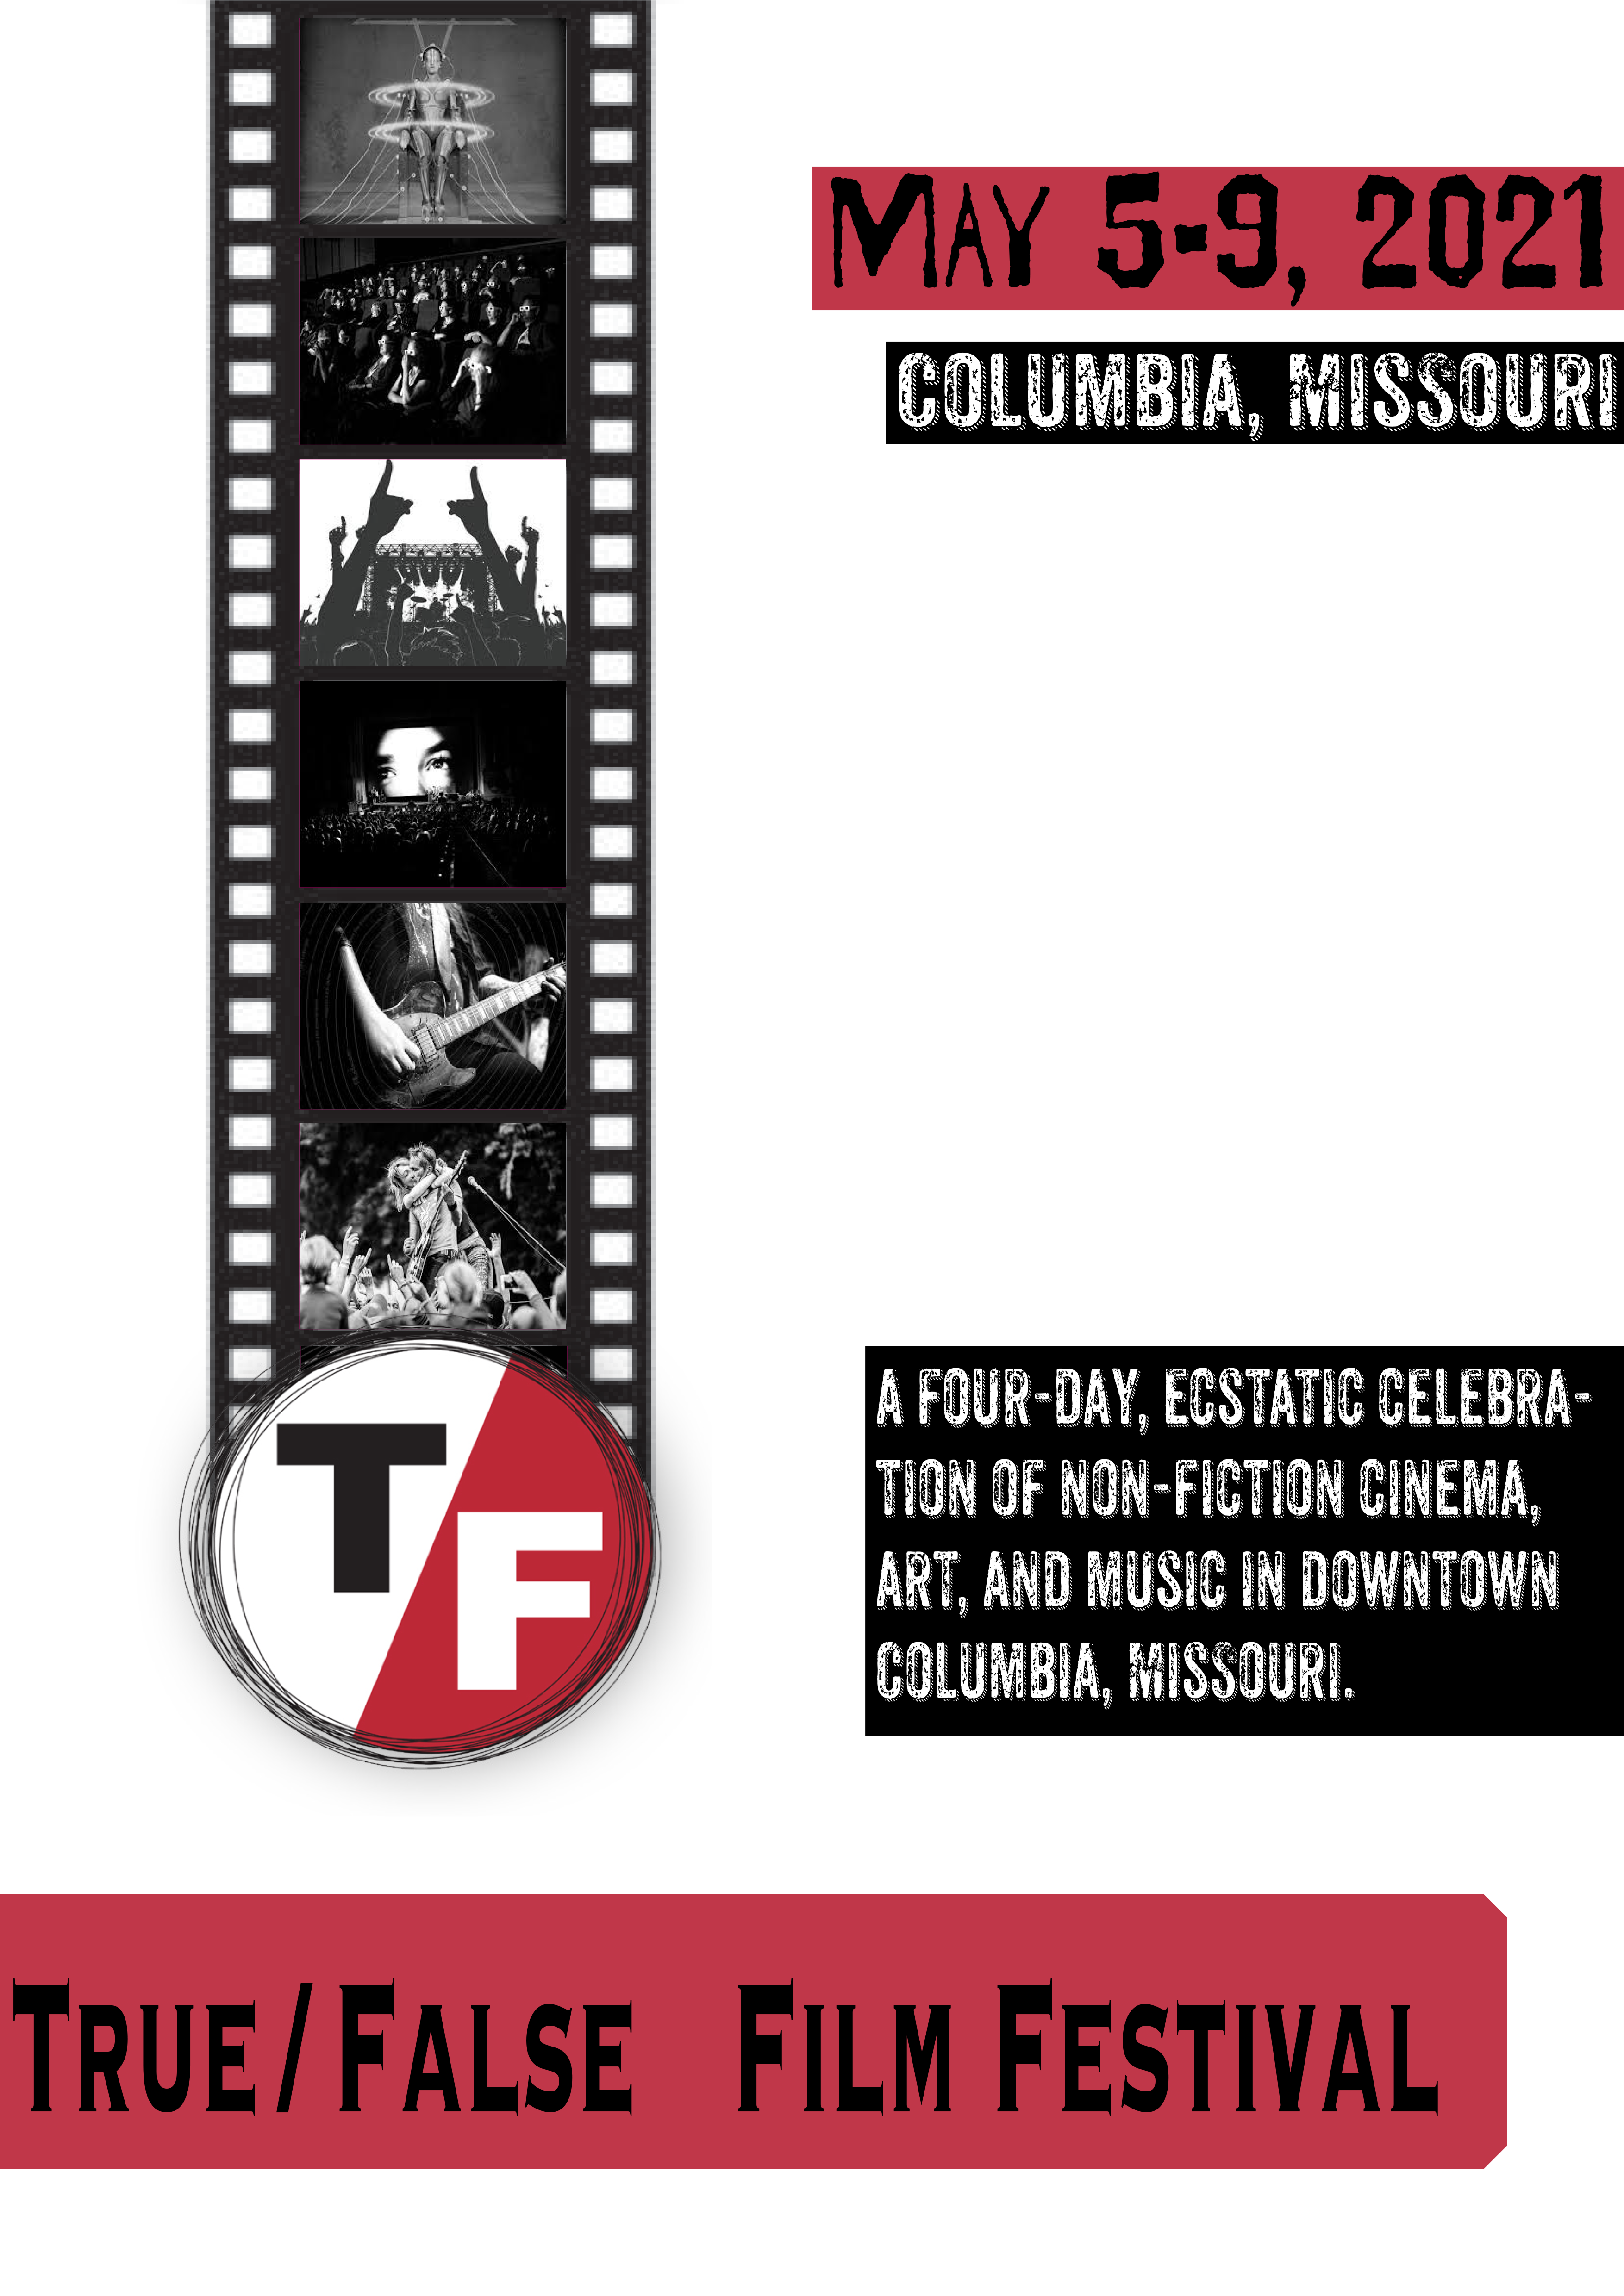 May 5-9, 2021
COLUMBIA, MISSOURI
A FOUR-DAY, ECSTATIC CELEBRA-
TION OF NON-FICTION CINEMA,
ART, AND MUSIC IN DOWNTOWN
COLUMBIA, MISSOURI.
T/F
True/False Film Festival